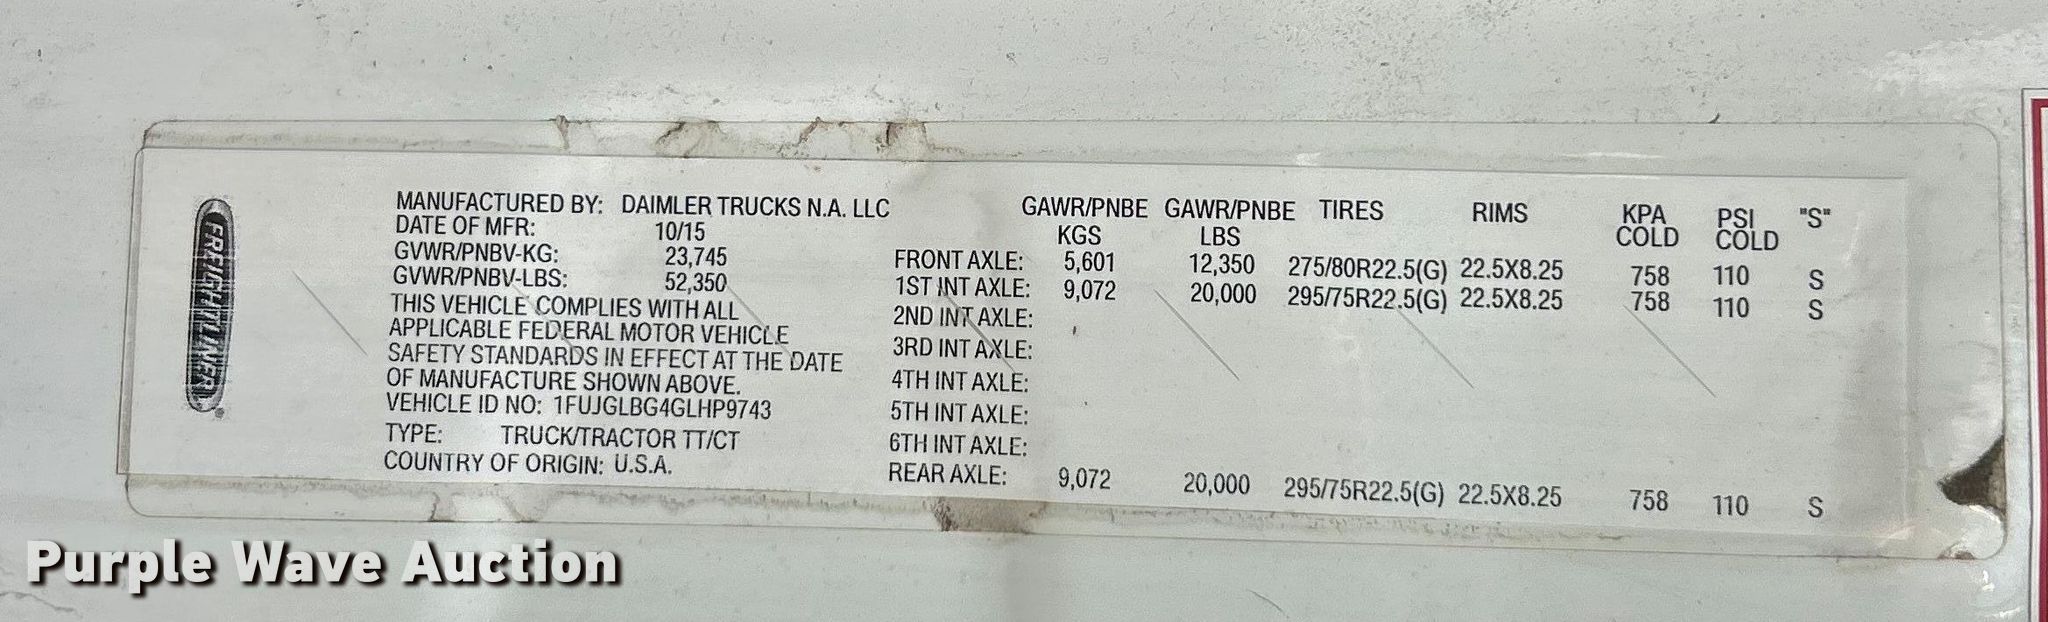 FREIGHTLINER
MANUFACTURED BY: DAIMLER TRUCKS N.A. LLC
DATE OF MFR: 10/15
GVWR/PNBV-KG: 23,745
GVWR/PNBV-LBS: 52,350
THIS VEHICLE COMPLIES WITH ALL
APPLICABLE FEDERAL MOTOR VEHICLE
SAFETY STANDARDS IN EFFECT AT THE DATE
OF MANUFACTURE SHOWN ABOVE.
VEHICLE ID NO: 1FUJGLBG4GLHP9743
TYPE: TRUCK/TRACTOR TT/CT
COUNTRY OF ORIGIN: U.S.A.
GAWR/PNBE KGS GAWR/PNBE LBS TIRES RIMS KPA COLD PSI COLD "S"
FRONT AXLE: 5,601 12,350 275/80R22.5(G) 22.5X8.25 758 110 S
1ST INT AXLE: 9,072 20,000 295/75R22.5(G) 22.5X8.25 758 110 S
2ND INT AXLE:
3RD INT AXLE:
4TH INT AXLE:
5TH INT AXLE:
6TH INT AXLE:
REAR AXLE: 9,072 20,000 295/75R22.5(G) 22.5X8.25 758 110 S
Purple Wave Auction